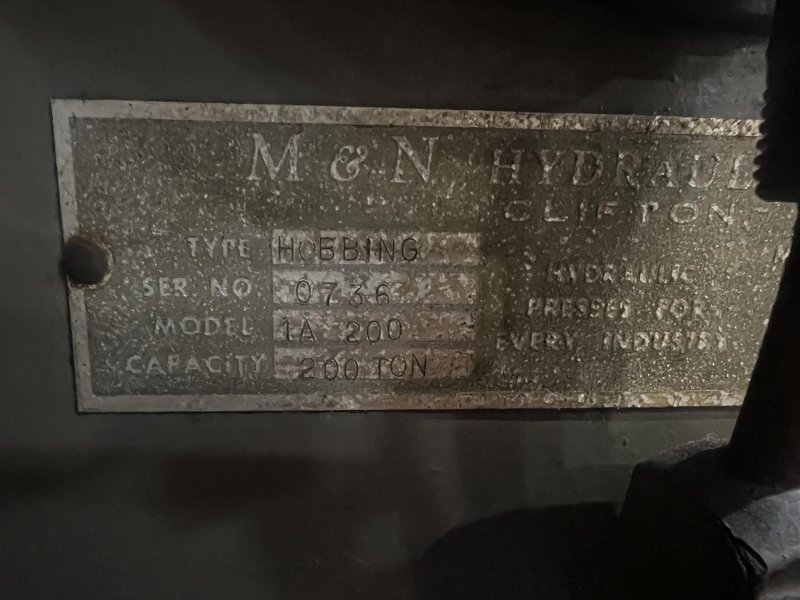 M & N HYDRAUL
CLIFTON,
TYPE HOBBING
SER NO 0736
MODEL 1A 200
CAPACITY 200 TON
HYDRAULIC
PRESSES FOR
EVERY INDUSTRY